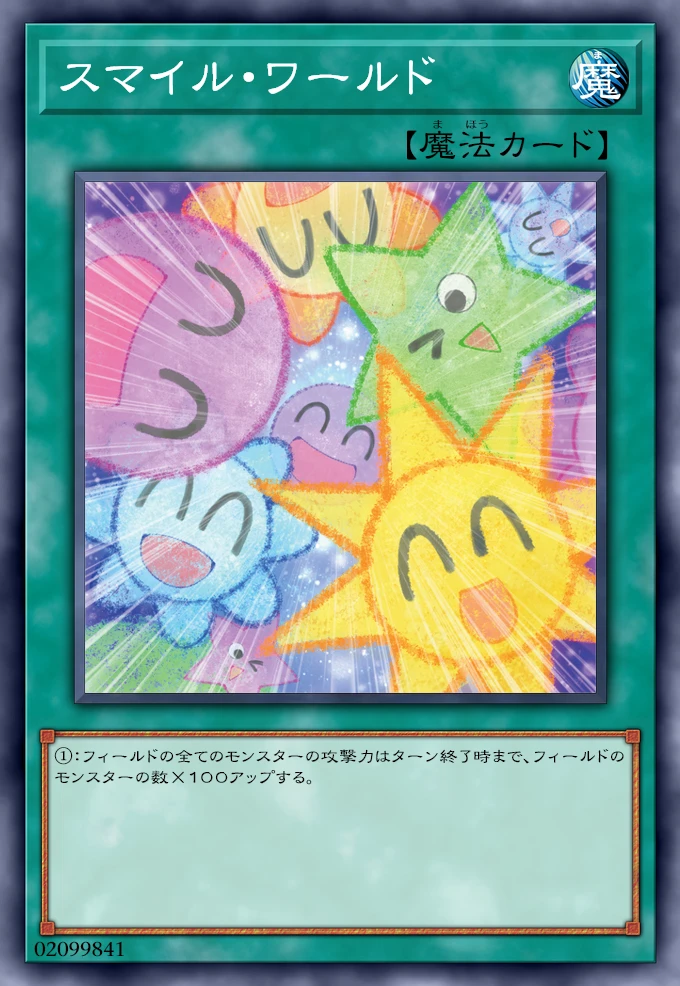 スマイル・ワールド
ま
魔
ま ほう
【魔法カード】
①:フィールドの全てのモンスターの攻撃力はターン終了時まで、フィールドの
モンスターの数×100アップする。
02099841